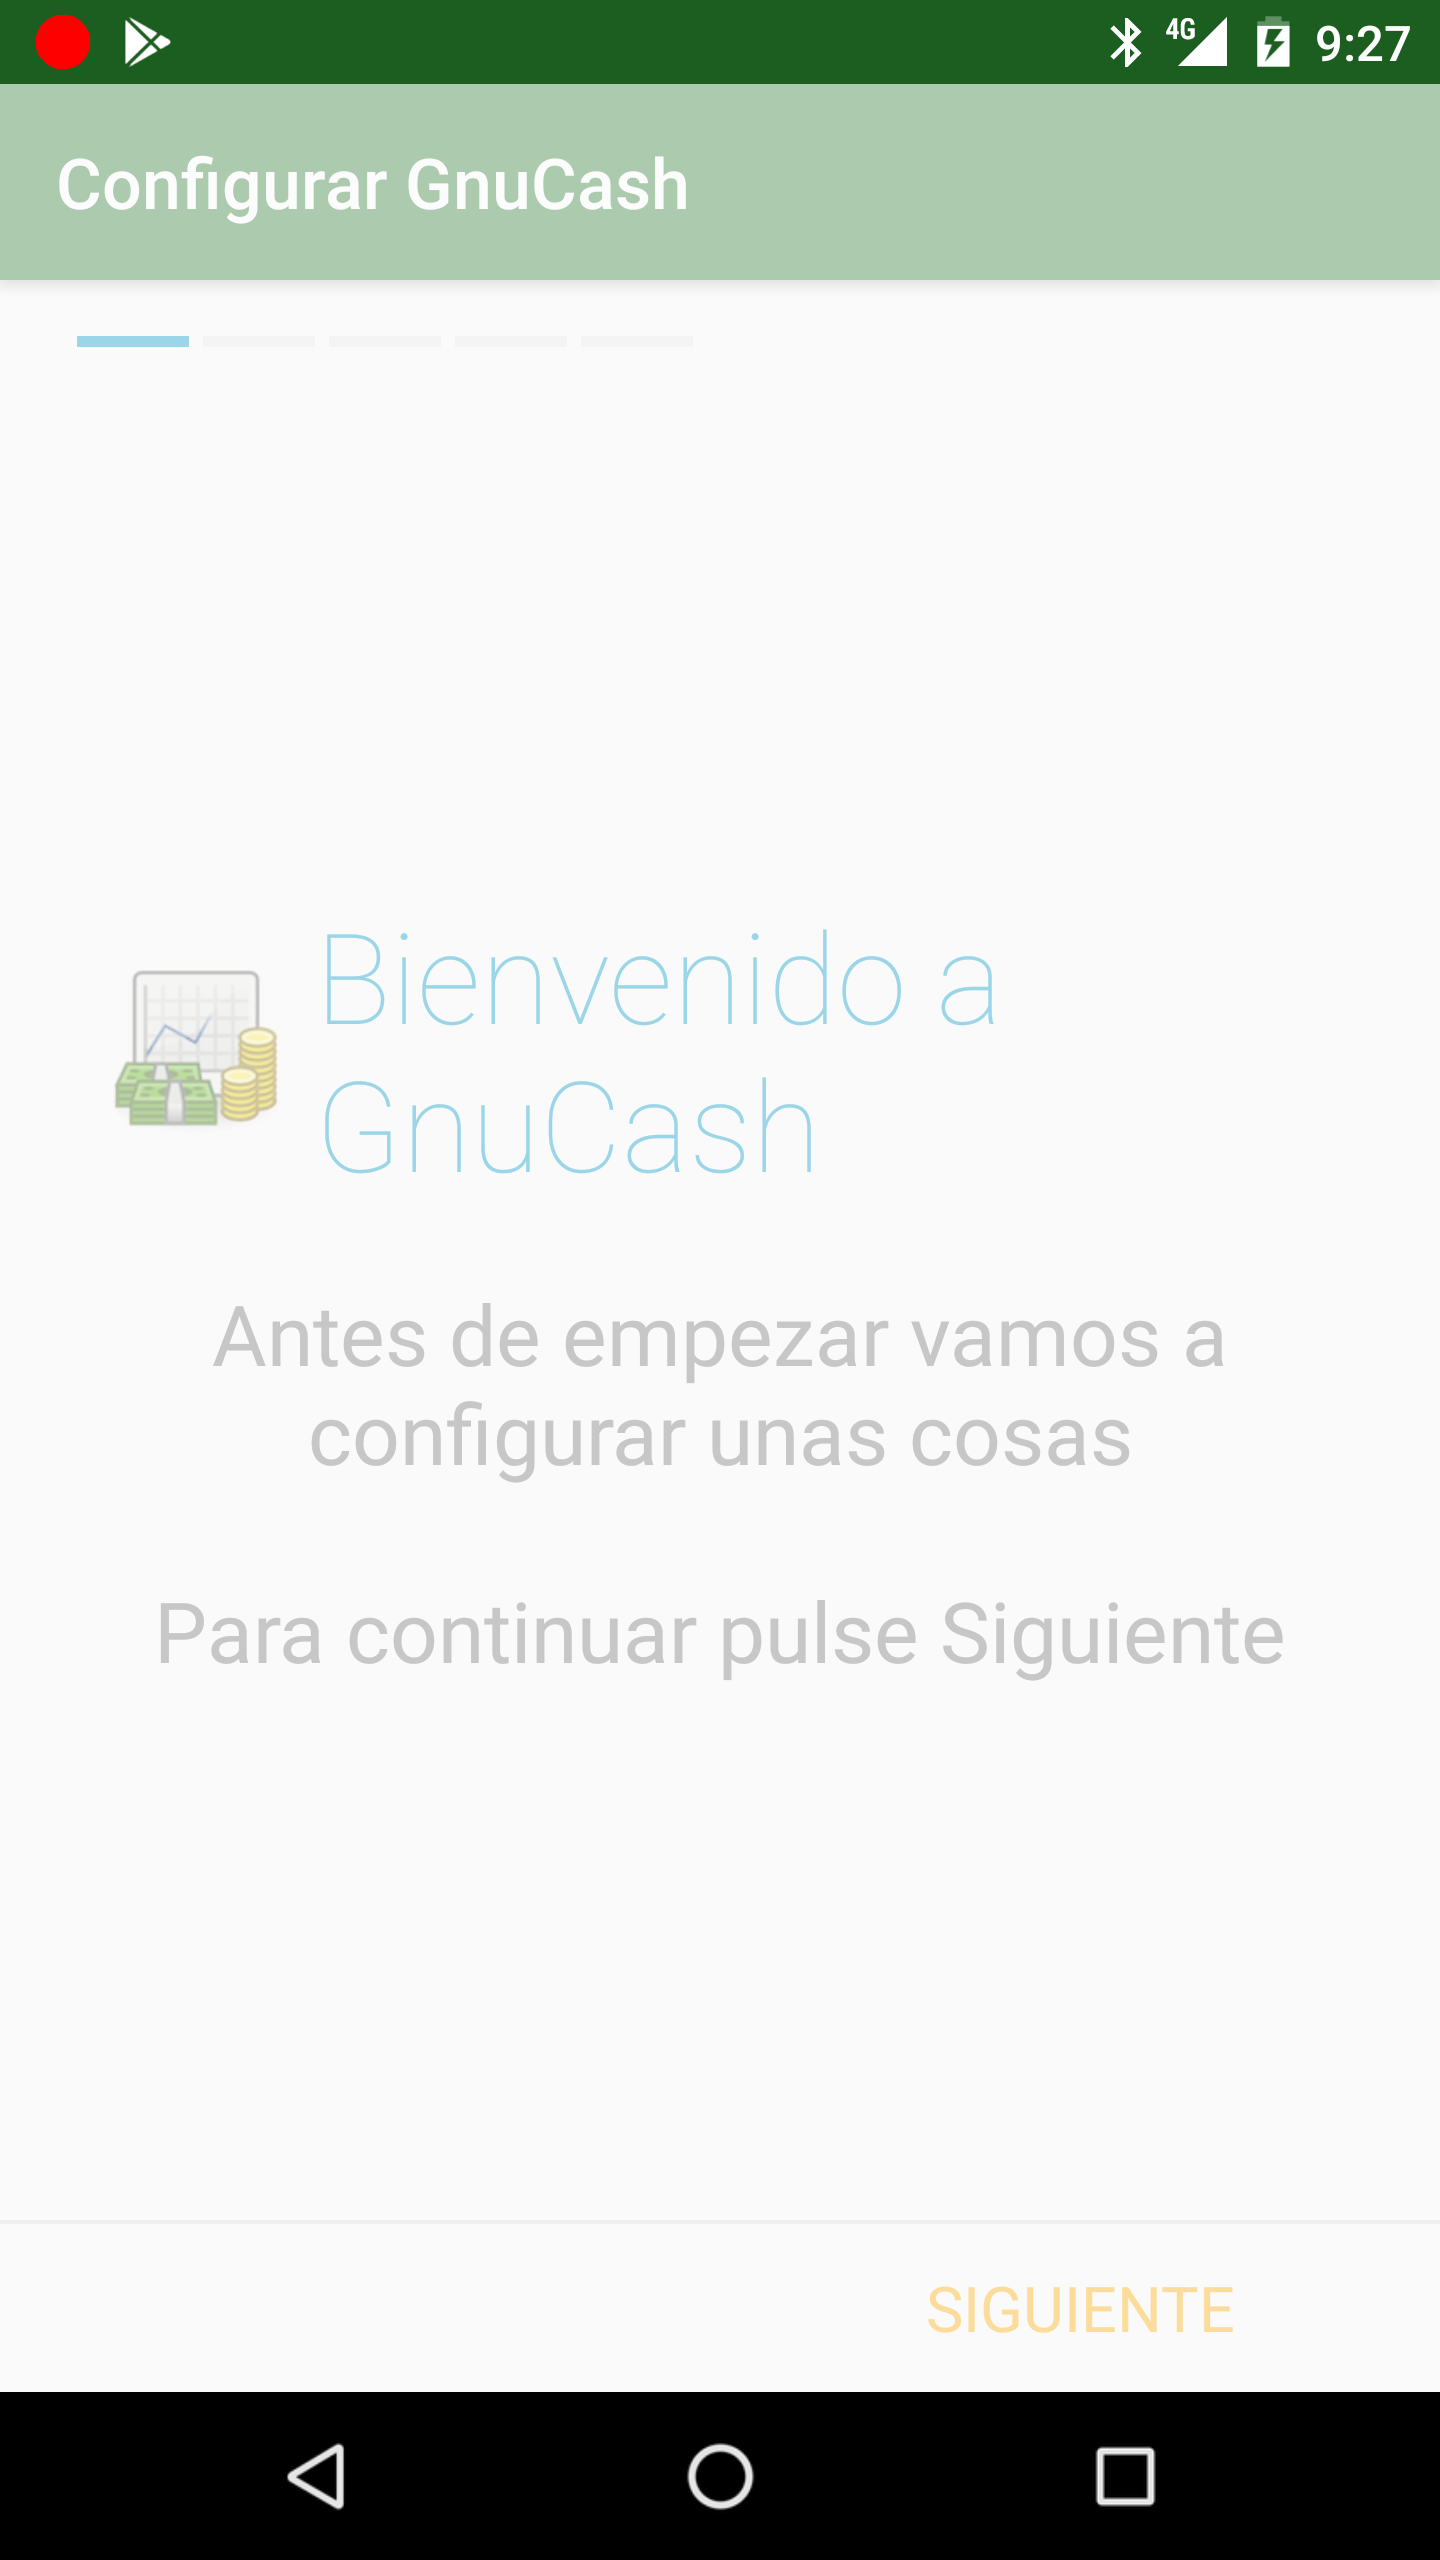 4G 9:27
Configurar GnuCash
Bienvenido a
GnuCash
Antes de empezar vamos a
configurar unas cosas
Para continuar pulse Siguiente
SIGUIENTE